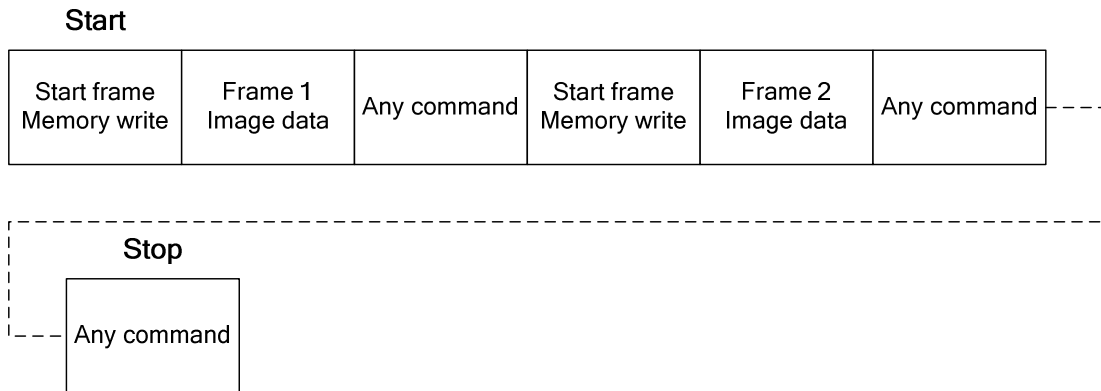 Start
Start frame
Memory write
Frame 1
Image data
Any command
Start frame
Memory write
Frame 2
Image data
Any command
Stop
Any command